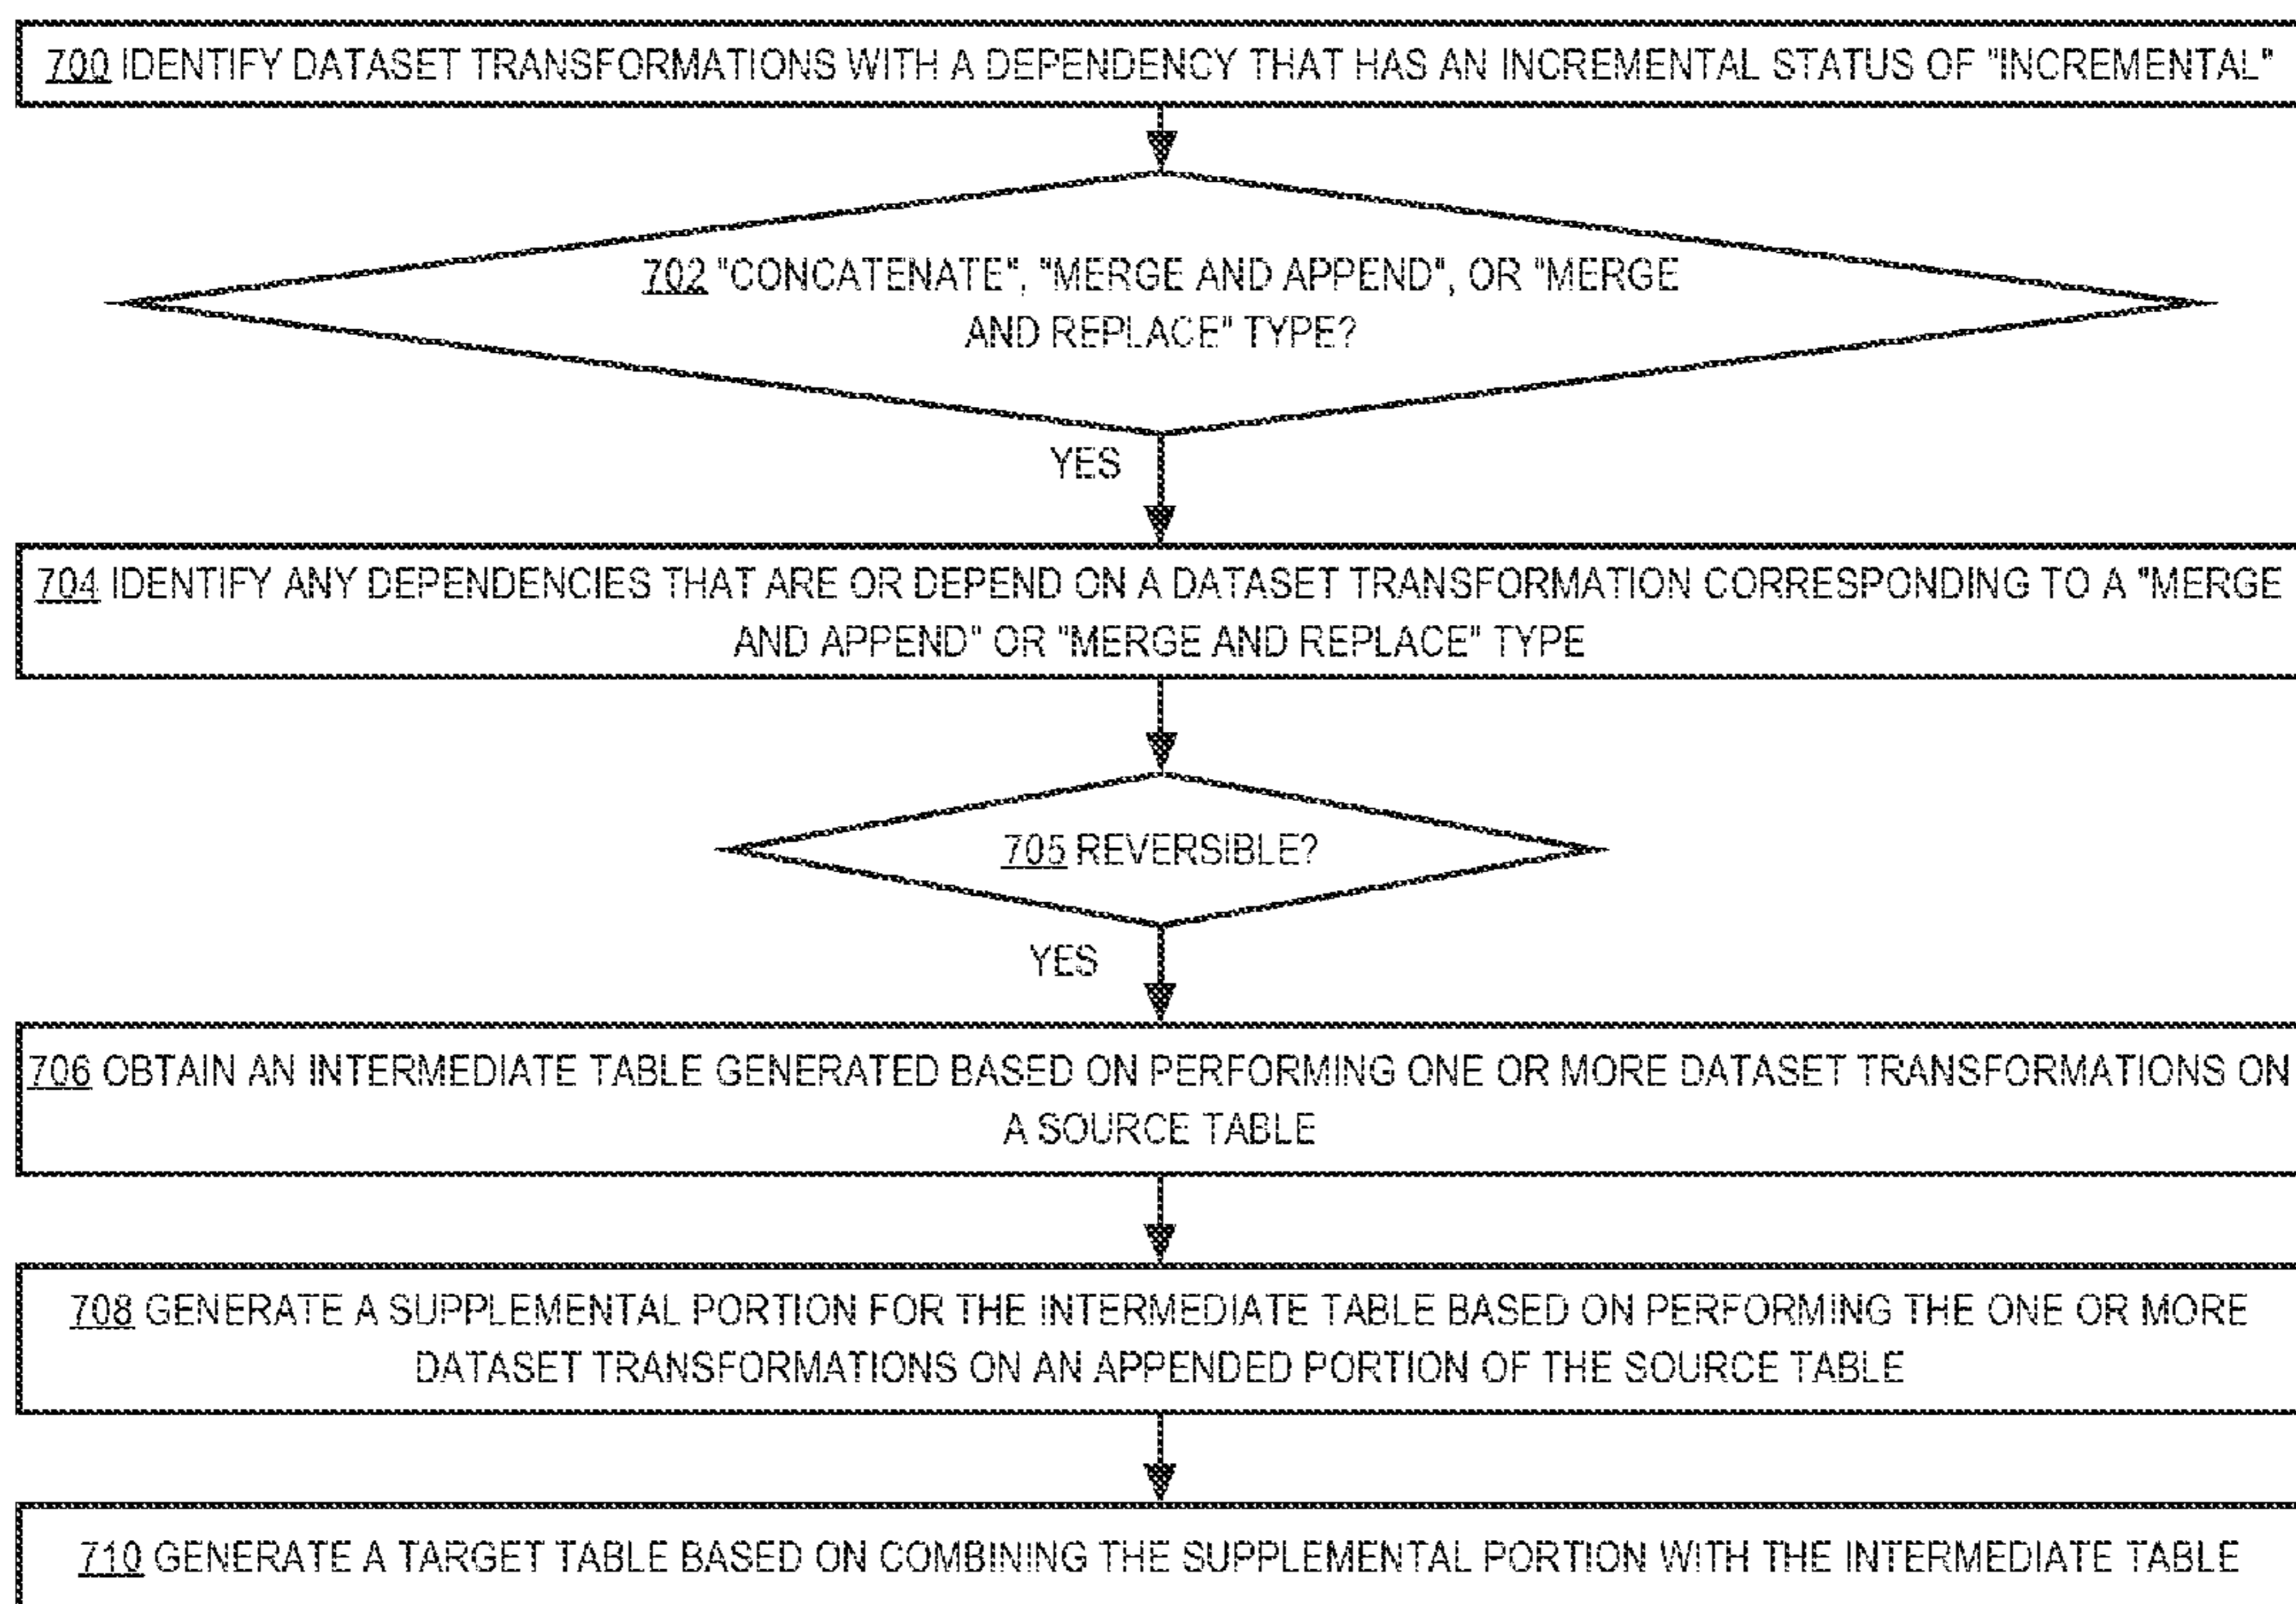 700 IDENTIFY DATASET TRANSFORMATIONS WITH A DEPENDENCY THAT HAS AN INCREMENTAL STATUS OF "INCREMENTAL"
702 "CONCATENATE", "MERGE AND APPEND", OR "MERGE
AND REPLACE" TYPE?
YES
704 IDENTIFY ANY DEPENDENCIES THAT ARE OR DEPEND ON A DATASET TRANSFORMATION CORRESPONDING TO A "MERGE
AND APPEND" OR "MERGE AND REPLACE" TYPE
705 REVERSIBLE?
YES
706 OBTAIN AN INTERMEDIATE TABLE GENERATED BASED ON PERFORMING ONE OR MORE DATASET TRANSFORMATIONS ON
A SOURCE TABLE
708 GENERATE A SUPPLEMENTAL PORTION FOR THE INTERMEDIATE TABLE BASED ON PERFORMING THE ONE OR MORE
DATASET TRANSFORMATIONS ON AN APPENDED PORTION OF THE SOURCE TABLE
710 GENERATE A TARGET TABLE BASED ON COMBINING THE SUPPLEMENTAL PORTION WITH THE INTERMEDIATE TABLE